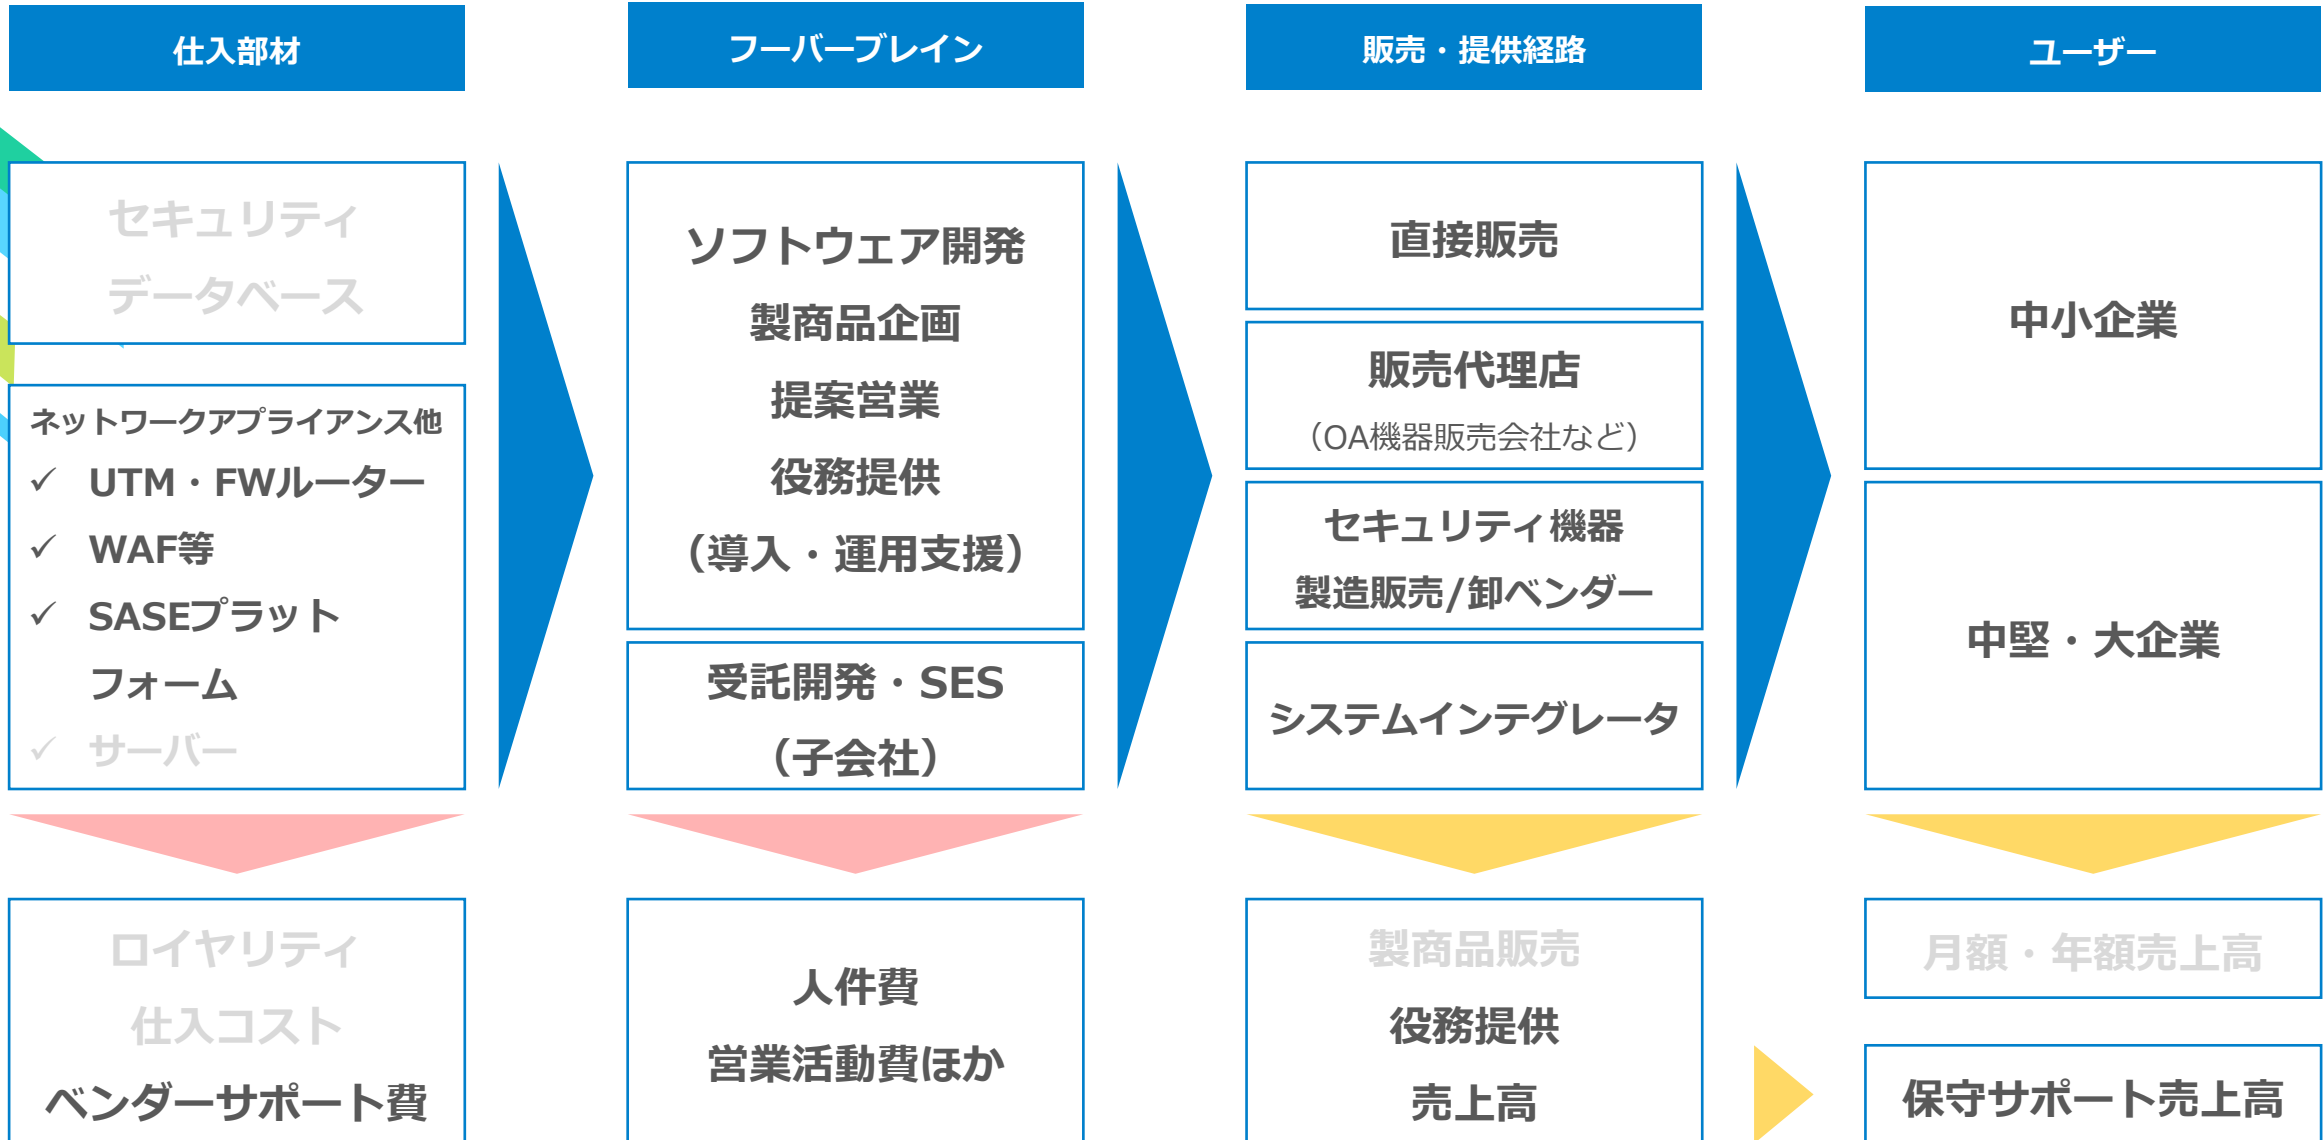 仕入部材
フーバーブレイン
販売・提供経路
ユーザー
セキュリティ
データベース
ネットワークアプライアンス他
✓ UTM・FWルーター
✓ WAF等
✓ SASEプラット
フォーム
✓ サーバー
ソフトウェア開発
製商品企画
提案営業
役務提供
（導入・運用支援）
受託開発・SES
（子会社）
直接販売
販売代理店
（OA機器販売会社など）
セキュリティ機器
製造販売/卸ベンダー
システムインテグレータ
中小企業
中堅・大企業
ロイヤリティ
仕入コスト
ベンダーサポート費
人件費
営業活動費ほか
製商品販売
役務提供
売上高
月額・年額売上高
保守サポート売上高